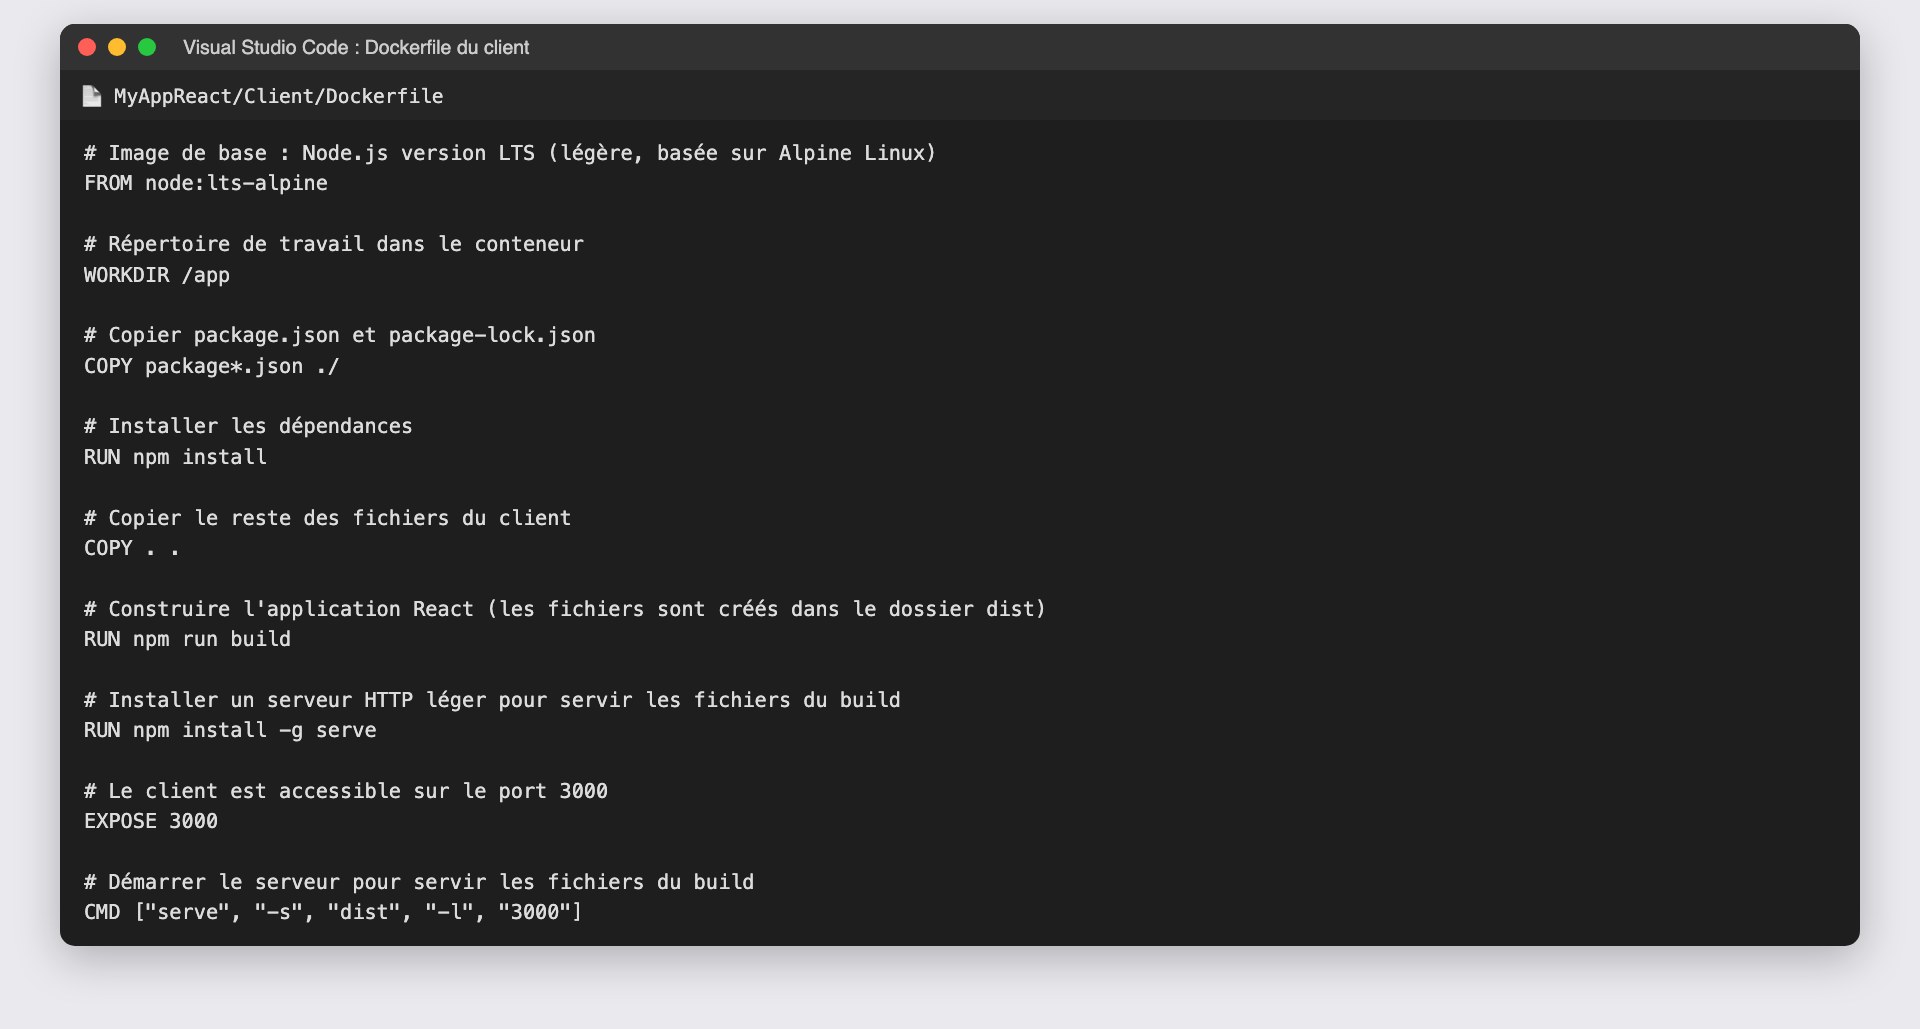 Visual Studio Code : Dockerfile du client
MyAppReact/Client/Dockerfile
# Image de base : Node.js version LTS (légère, basée sur Alpine Linux)
FROM node:lts-alpine
# Répertoire de travail dans le conteneur
WORKDIR /app
# Copier package.json et package-lock.json
COPY package*.json ./
# Installer les dépendances
RUN npm install
# Copier le reste des fichiers du client
COPY . .
# Construire l'application React (les fichiers sont créés dans le dossier dist)
RUN npm run build
# Installer un serveur HTTP léger pour servir les fichiers du build
RUN npm install -g serve
# Le client est accessible sur le port 3000
EXPOSE 3000
# Démarrer le serveur pour servir les fichiers du build
CMD ["serve", "-s", "dist", "-l", "3000"]